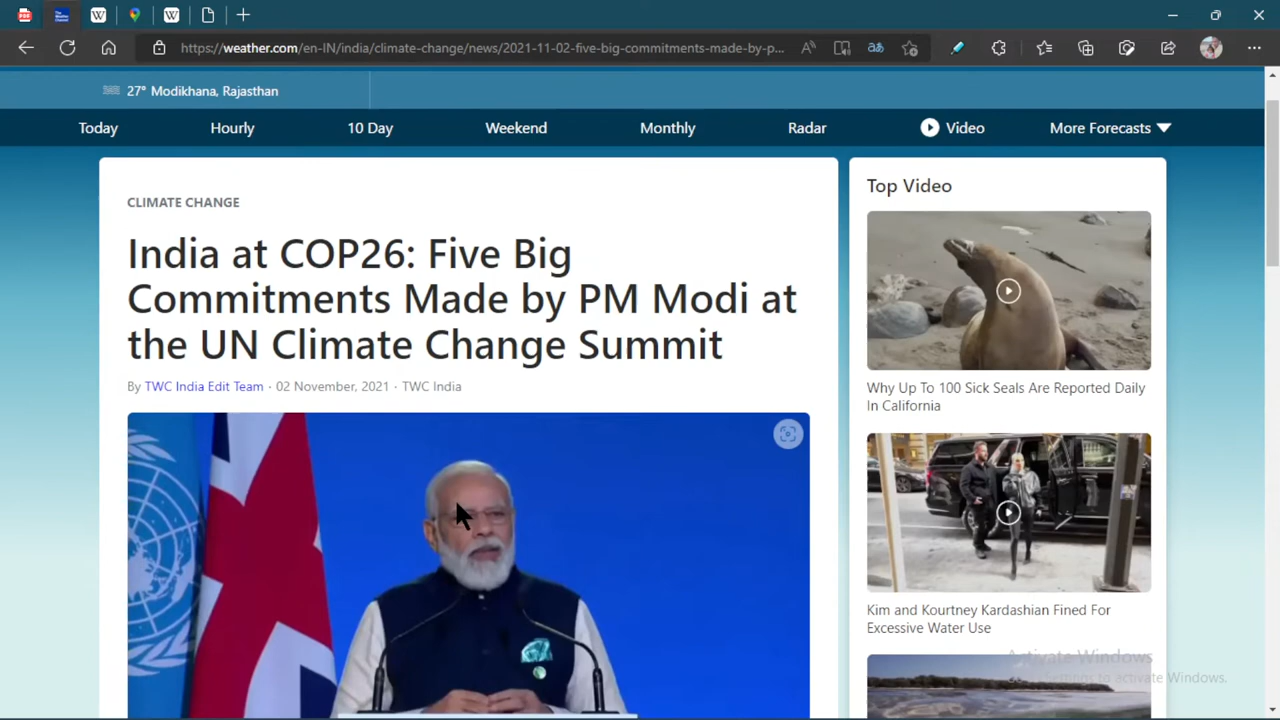 https://weather.com/en-IN/india/climate-change/news/2021-11-02-five-big-commitments-made-by-p...
27° Modikhana, Rajasthan
Today
Hourly
10 Day
Weekend
Monthly
Radar
Video
More Forecasts
CLIMATE CHANGE
India at COP26: Five Big
Commitments Made by PM Modi at
the UN Climate Change Summit
By TWC India Edit Team · 02 November, 2021 · TWC India
Top Video
Why Up To 100 Sick Seals Are Reported Daily
In California
Kim and Kourtney Kardashian Fined For
Excessive Water Use
Activate Windows
to activate Windows.